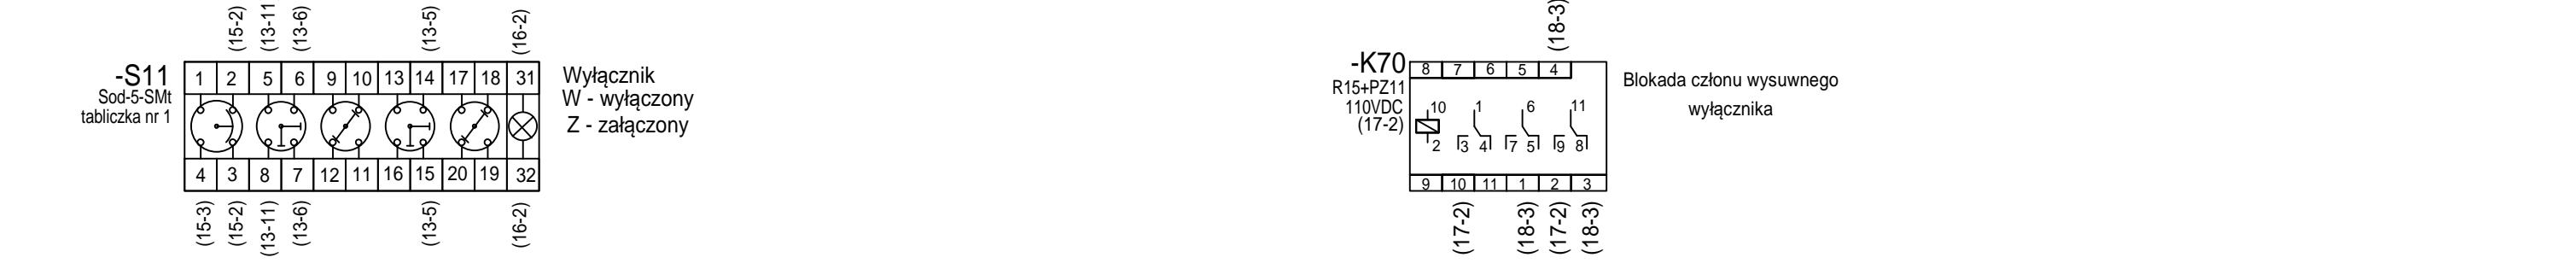 (15-2) (13-11 (13-6) (13-5) (16-2)
-S11
Sod-5-SMt
tabliczka nr 1
1 2 5 6 9 10 13 14 17 18 31
4 3 8 7 12 11 16 15 20 19 32
(15-3) (15-2) (13-11) (13-6) (13-5) (16-2)
Wyłącznik
W - wyłączony
Z - załączony
(18-3)
-K70
R15+PZ11
110VDC
(17-2)
8 7 6 5 4
10 1 6 11
2 3 4 7 5 9 8
9 10 11 1 2 3
(17-2) (18-3) (17-2) (18-3)
Blokada członu wysuwnego
wyłącznika